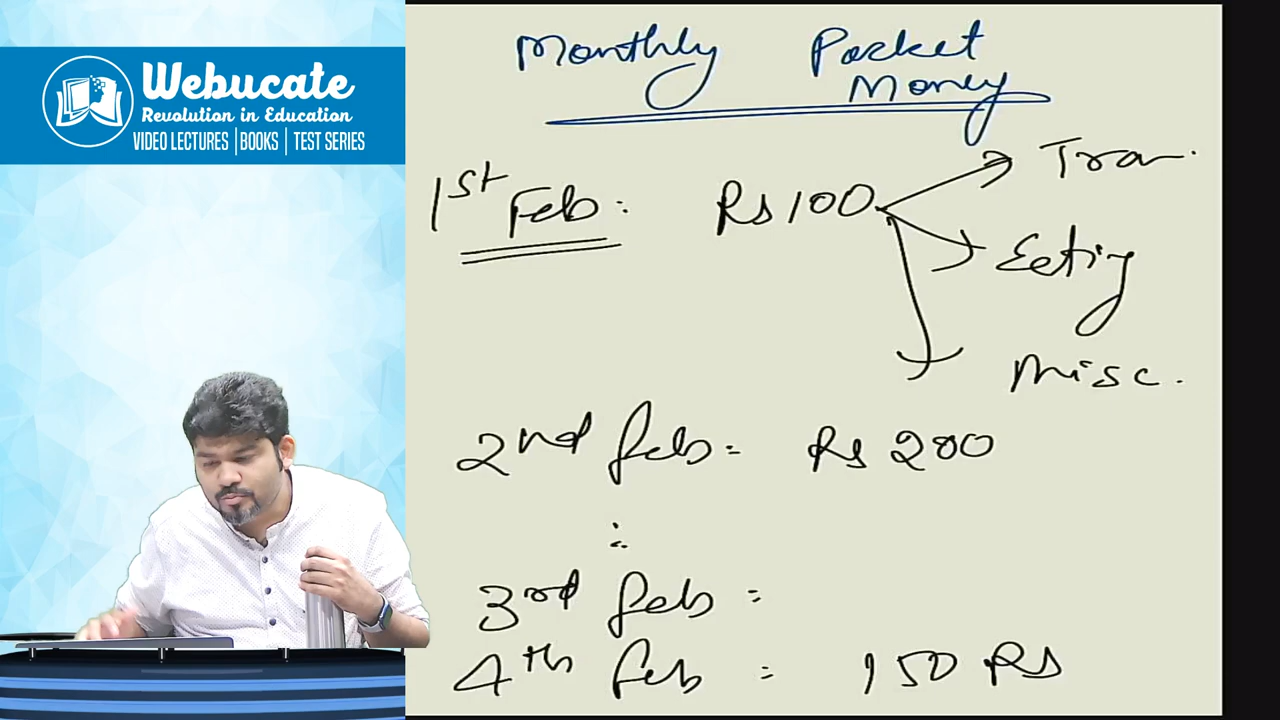 Webucate
Revolution in Education
VIDEO LECTURES | BOOKS | TEST SERIES
Monthly Pocket
Money
1st Feb : Rs 100
Tran.
Eeting
Misc.
2nd feb = Rs 200
3rd feb =
4th feb = 150 Rs